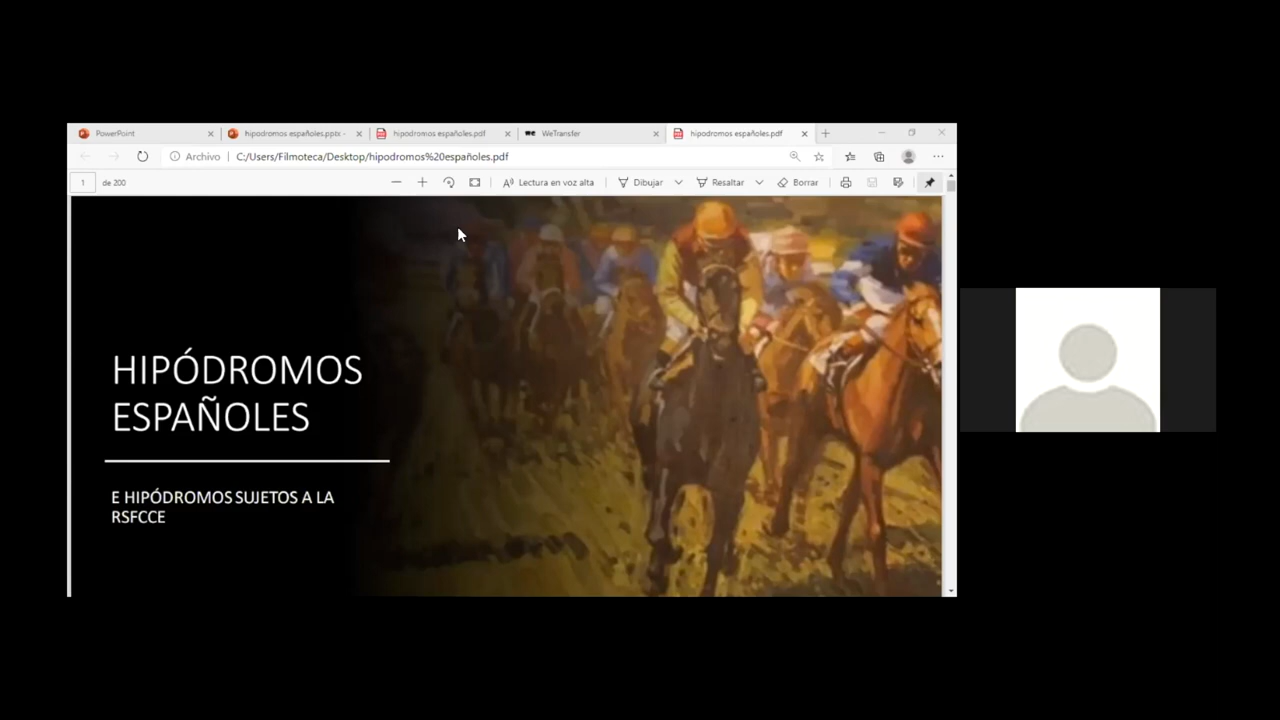 PowerPoint
hipodromos españoles.pptx -
hipodromos españoles.pdf
we WeTransfer
hipodromos españoles.pdf
Archivo
C:/Users/Filmoteca/Desktop/hipodromos%20españoles.pdf
1 de 200
Lectura en voz alta
Dibujar
Resaltar
Borrar
HIPÓDROMOS
ESPAÑOLES
E HIPÓDROMOS SUJETOS A LA
RSFCCE